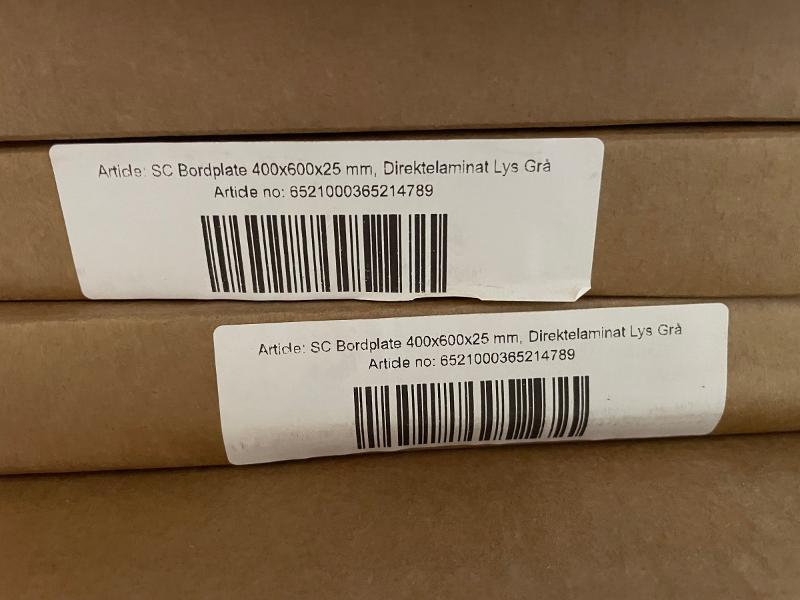 Article: SC Bordplate 400x600x25 mm, Direktelaminat Lys Grå
Article no: 6521000365214789
Article: SC Bordplate 400x600x25 mm, Direktelaminat Lys Grå
Article no: 6521000365214789